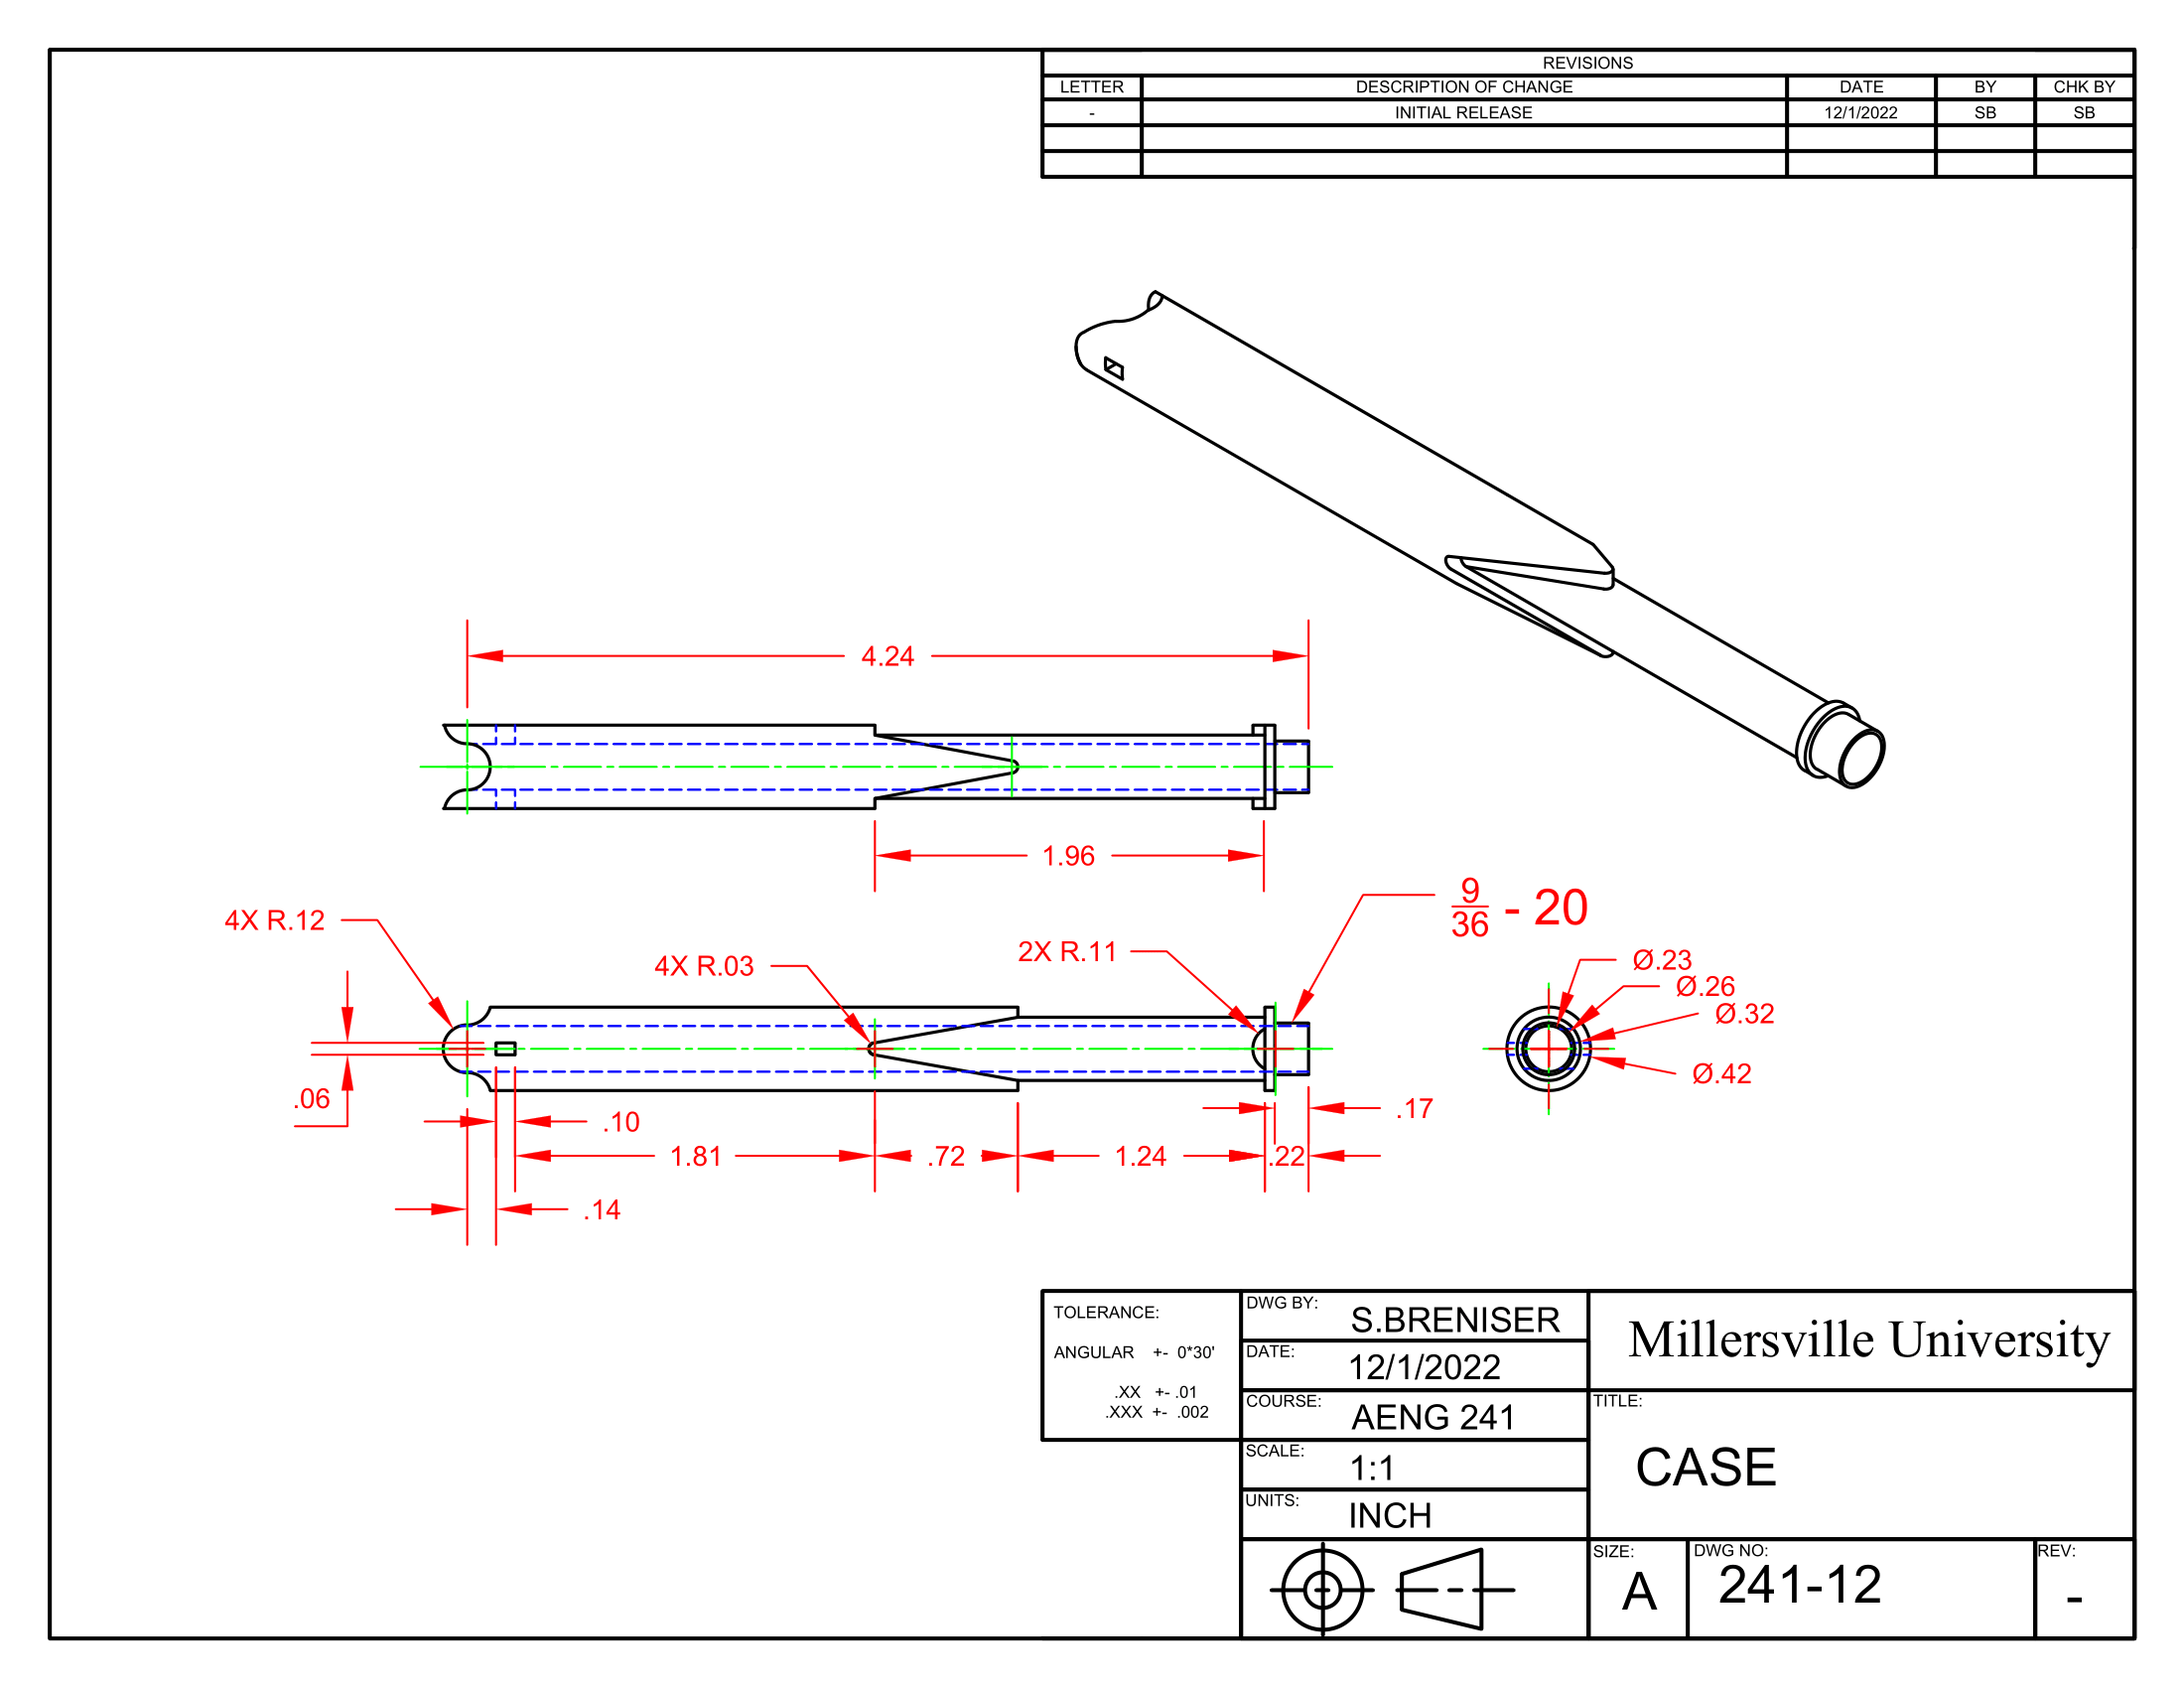 REVISIONS
LETTER DESCRIPTION OF CHANGE DATE BY CHK BY
- INITIAL RELEASE 12/1/2022 SB SB
4.24
1.96
9
36 - 20
4X R.12
2X R.11
4X R.03
Ø.23
Ø.26
Ø.32
Ø.42
.06
.10
.17
1.81
.72
1.24
.22
.14
TOLERANCE:
ANGULAR +- 0*30'
.XX +- .01
.XXX +- .002
DWG BY: S.BRENISER
DATE: 12/1/2022
COURSE: AENG 241
SCALE: 1:1
UNITS: INCH
Millersville University
TITLE:
CASE
SIZE: A
DWG NO: 241-12
REV: -